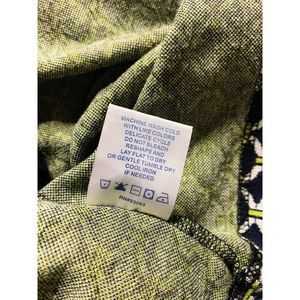 MACHINE WASH COLD
WITH LIKE COLORS
DELICATE CYCLE
DO NOT BLEACH
RESHAPE AND
LAY FLAT TO DRY
OR GENTLE TUMBLE DRY
COOL IRON
IF NEEDED